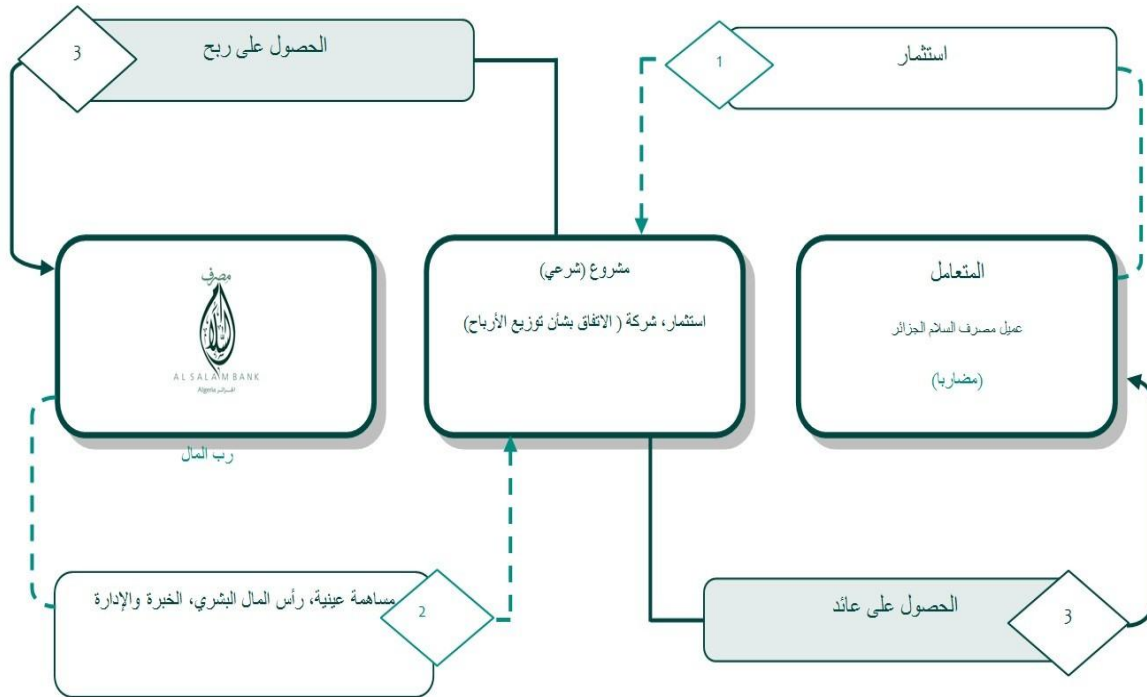 استثمار
1
الحصول على ربح
3
المتعامل
عميل مصرف السلام الجزائر
(مضاربا)
مشروع (شرعي)
استثمار، شركة ( الاتفاق بشأن توزيع الأرباح)
مصرف
السلام
AL SALAM BANK
Algeria الجزائر
رب المال
مساهمة عينية، رأس المال البشري، الخبرة والإدارة
2
الحصول على عائد
3